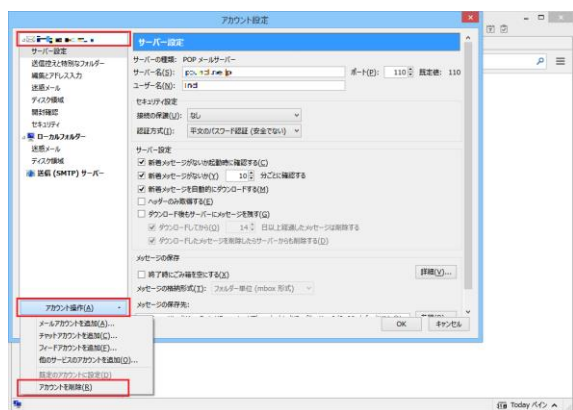 アカウント設定
サーバー設定
送信控えと特別なフォルダー
編集とアドレス入力
迷惑メール
ディスク領域
開封確認
セキュリティ
ローカルフォルダー
迷惑メール
ディスク領域
送信 (SMTP) サーバー
アカウント操作(A)
メールアカウントを追加(A)...
チャットアカウントを追加(C)...
フィードアカウントを追加(F)...
他のサービスのアカウントを追加(O)...
既定のアカウントに設定(D)
アカウントを削除(R)
サーバー設定
サーバーの種類: POP メールサーバー
サーバー名(S): ポート(P): 110 既定値: 110
ユーザー名(N):
セキュリティ設定
接続の保護(U): なし
認証方式(I): 平文のパスワード認証 (安全でない)
サーバー設定
新着メッセージがないか起動時に確認する(C)
新着メッセージがないか(Y) 10 分ごとに確認する
新着メッセージを自動的にダウンロードする(M)
ヘッダーのみ取得する(E)
ダウンロード後もサーバーにメッセージを残す(G)
ダウンロードしてから(O) 14 日以上経過したメッセージは削除する
ダウンロードしたメッセージを削除したらサーバーからも削除する(D)
メッセージの保存
終了時にごみ箱を空にする(X) 詳細(V)...
メッセージの格納形式(T): フォルダー単位 (mbox 形式)
メッセージの保存先:
OK キャンセル
Today ペイン